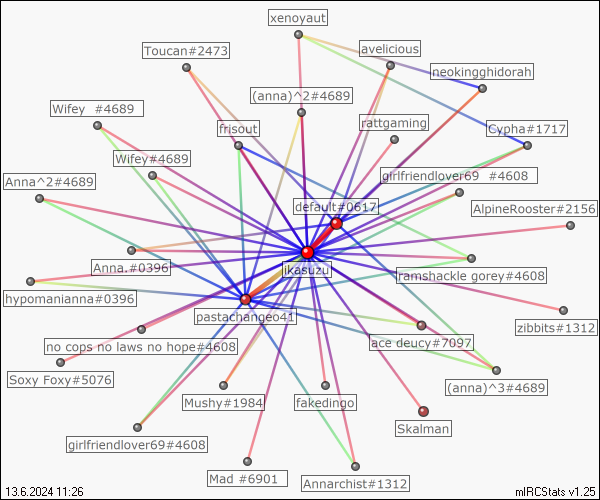 xenoyaut
Toucan#2473
avelicious
neokingghidorah
(anna)^2#4689
Wifey  #4689
frisout
rattgaming
Cypha#1717
Wifey#4689
Anna^2#4689
girlfriendlover69  #4608
default#0617
AlpineRooster#2156
Anna.#0396
ikasuzu
ramshackle gorey#4608
hypomanianna#0396
pastachange041
zibbits#1312
no cops no laws no hope#4608
ace deucy#7097
Soxy Foxy#5076
(anna)^3#4689
Mushy#1984
fakedingo
Skalman
girlfriendlover69#4608
Mad #6901
Annarchist#1312
13.6.2024 11:26
mIRCStats v1.25